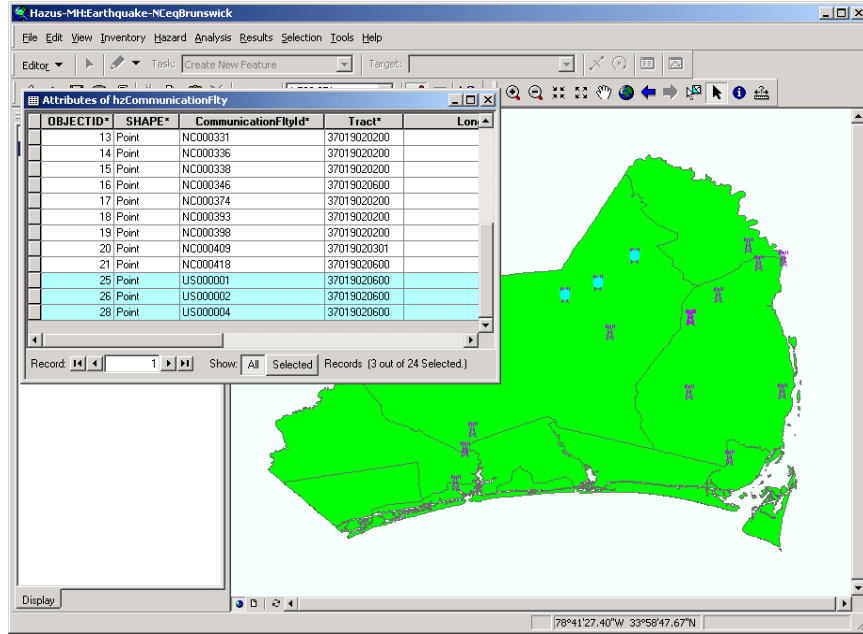 Hazus-MH:Earthquake-NCeqBrunswick
File Edit View Inventory Hazard Analysis Results Selection Tools Help
Editor Task: Create New Feature Target:
Attributes of hzCommunicationFlty
OBJECTID* SHAPE* CommunicationFltyId* Tract* Lon
13 Point NC000331 37019020200
14 Point NC000336 37019020200
15 Point NC000338 37019020200
16 Point NC000346 37019020600
17 Point NC000374 37019020200
18 Point NC000393 37019020200
19 Point NC000398 37019020200
20 Point NC000409 37019020301
21 Point NC000418 37019020600
25 Point US000001 37019020600
26 Point US000002 37019020600
28 Point US000004 37019020600
Record: 1 Show: All Selected Records (3 out of 24 Selected.)
Display
78°41'27.40"W 33°58'47.67"N